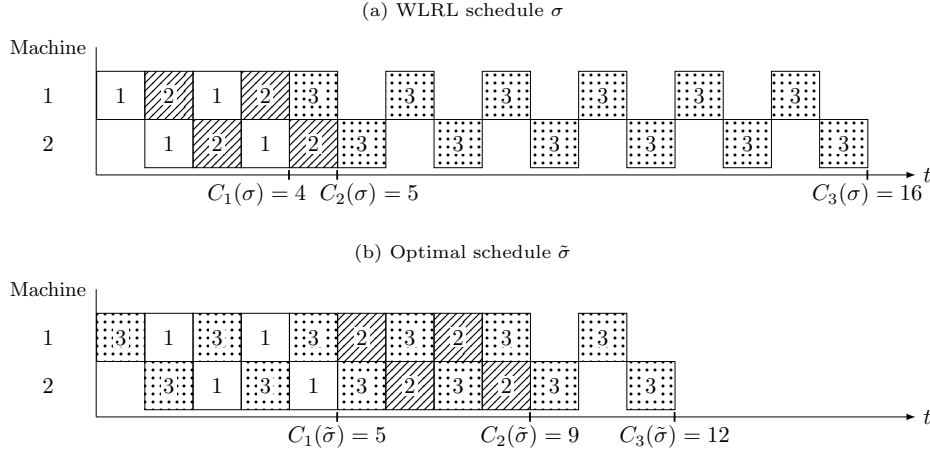 (a) WLRL schedule σ
Machine
1 1 2 1 2 3 3 3 3 3 3
2 1 2 1 2 3 3 3 3 3 3
t
C₁(σ) = 4 C₂(σ) = 5 C₃(σ) = 16
(b) Optimal schedule σ̃
Machine
1 3 1 3 1 3 2 3 2 3 3
2 3 1 3 1 3 2 3 2 3 3
t
C₁(σ̃) = 5 C₂(σ̃) = 9 C₃(σ̃) = 12